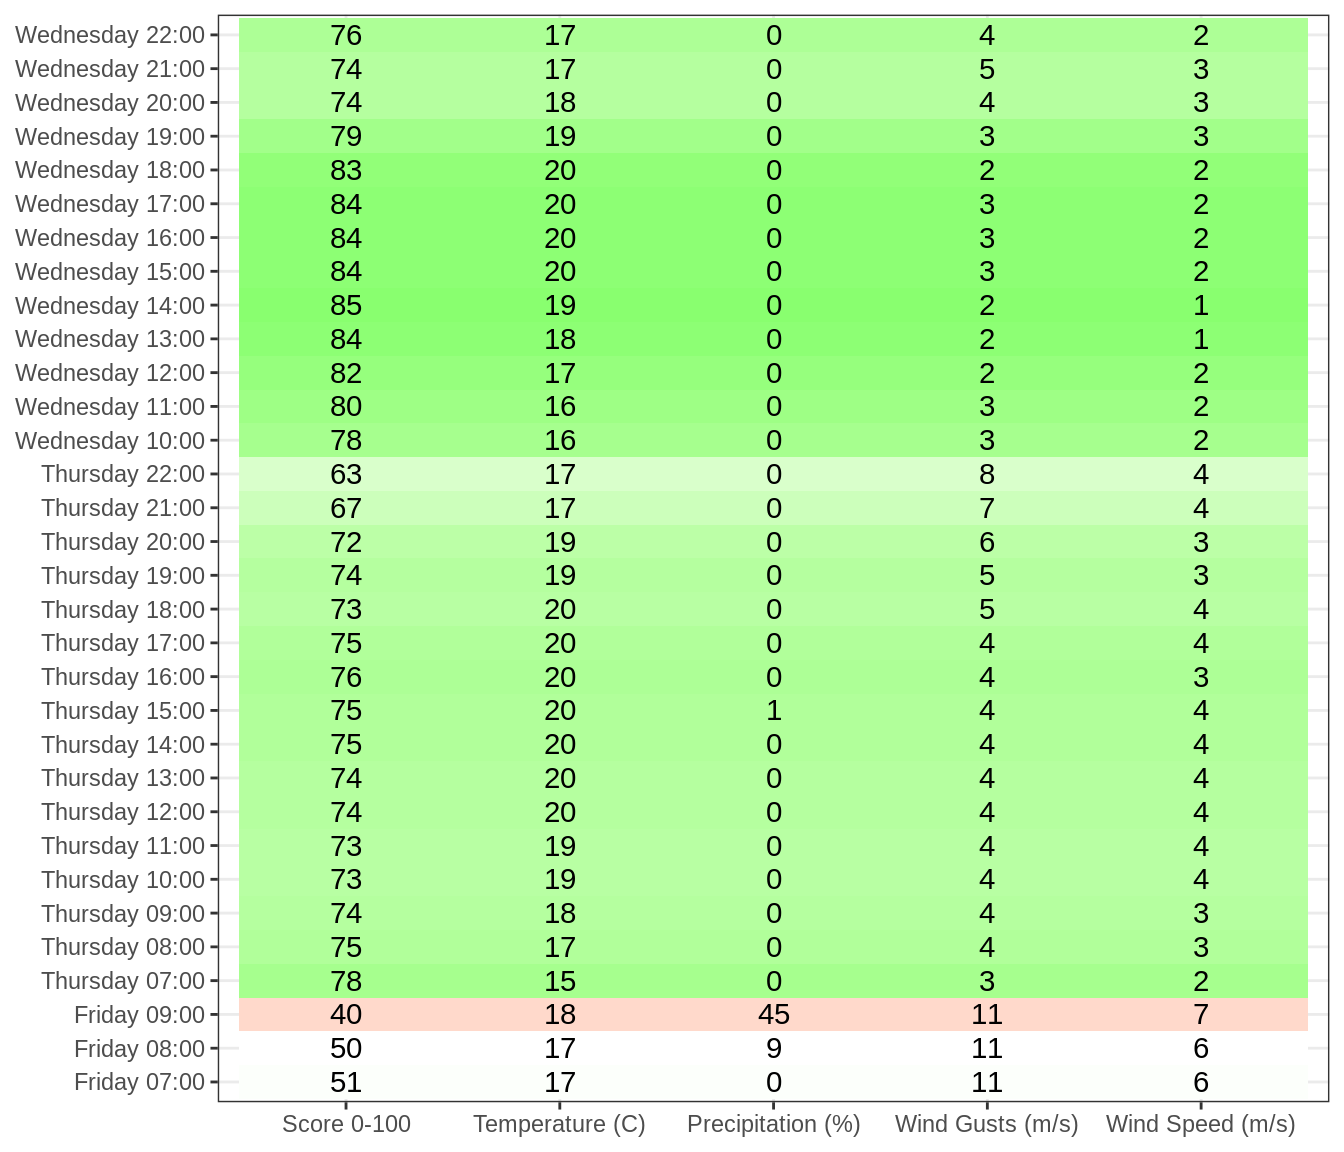 Wednesday 22:00 76 17 0 4 2
Wednesday 21:00 74 17 0 5 3
Wednesday 20:00 74 18 0 4 3
Wednesday 19:00 79 19 0 3 3
Wednesday 18:00 83 20 0 2 2
Wednesday 17:00 84 20 0 3 2
Wednesday 16:00 84 20 0 3 2
Wednesday 15:00 84 20 0 3 2
Wednesday 14:00 85 19 0 2 1
Wednesday 13:00 84 18 0 2 1
Wednesday 12:00 82 17 0 2 2
Wednesday 11:00 80 16 0 3 2
Wednesday 10:00 78 16 0 3 2
Thursday 22:00 63 17 0 8 4
Thursday 21:00 67 17 0 7 4
Thursday 20:00 72 19 0 6 3
Thursday 19:00 74 19 0 5 3
Thursday 18:00 73 20 0 5 4
Thursday 17:00 75 20 0 4 4
Thursday 16:00 76 20 0 4 3
Thursday 15:00 75 20 1 4 4
Thursday 14:00 75 20 0 4 4
Thursday 13:00 74 20 0 4 4
Thursday 12:00 74 20 0 4 4
Thursday 11:00 73 19 0 4 4
Thursday 10:00 73 19 0 4 4
Thursday 09:00 74 18 0 4 3
Thursday 08:00 75 17 0 4 3
Thursday 07:00 78 15 0 3 2
Friday 09:00 40 18 45 11 7
Friday 08:00 50 17 9 11 6
Friday 07:00 51 17 0 11 6
Score 0-100 Temperature (C) Precipitation (%) Wind Gusts (m/s) Wind Speed (m/s)